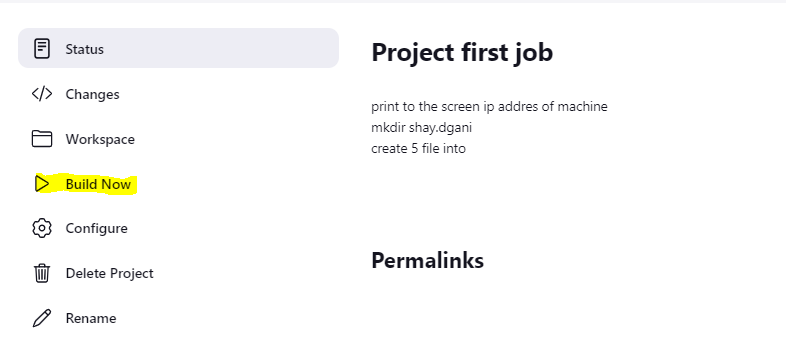 Status
Changes
Workspace
Build Now
Configure
Delete Project
Rename
Project first job
print to the screen ip addres of machine
mkdir shay.dgani
create 5 file into
Permalinks